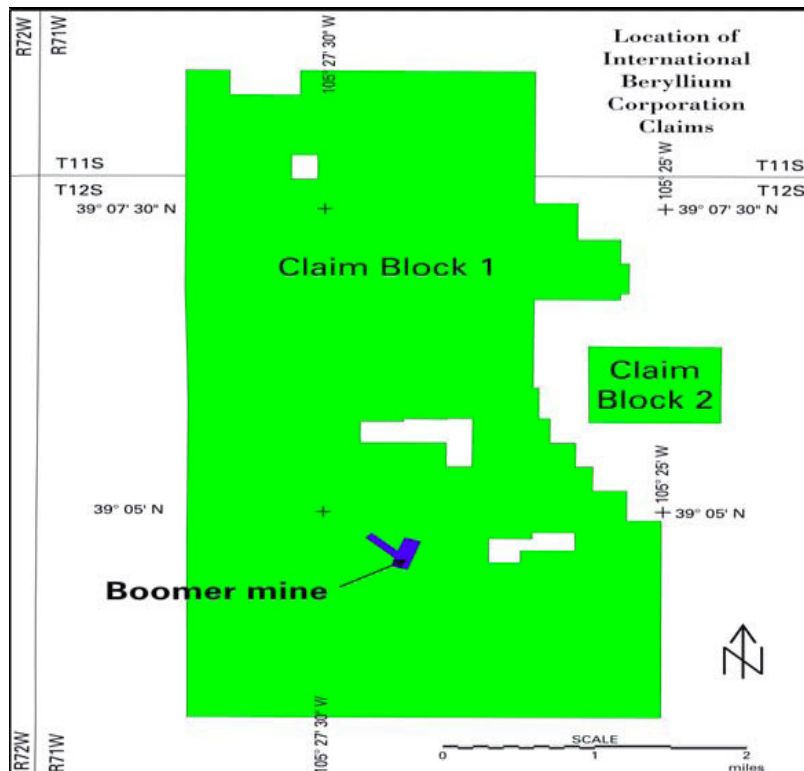 R72W
R71W
105° 27' 30" W
Location of
International
Beryllium
Corporation
Claims
T11S
T12S
105° 25' W
T11S
T12S
39° 07' 30" N
39° 07' 30" N
Claim Block 1
Claim
Block 2
105° 25' W
39° 05' N
39° 05' N
Boomer mine
N
105° 27' 30" W
R72W
R71W
SCALE
0
1
2
miles